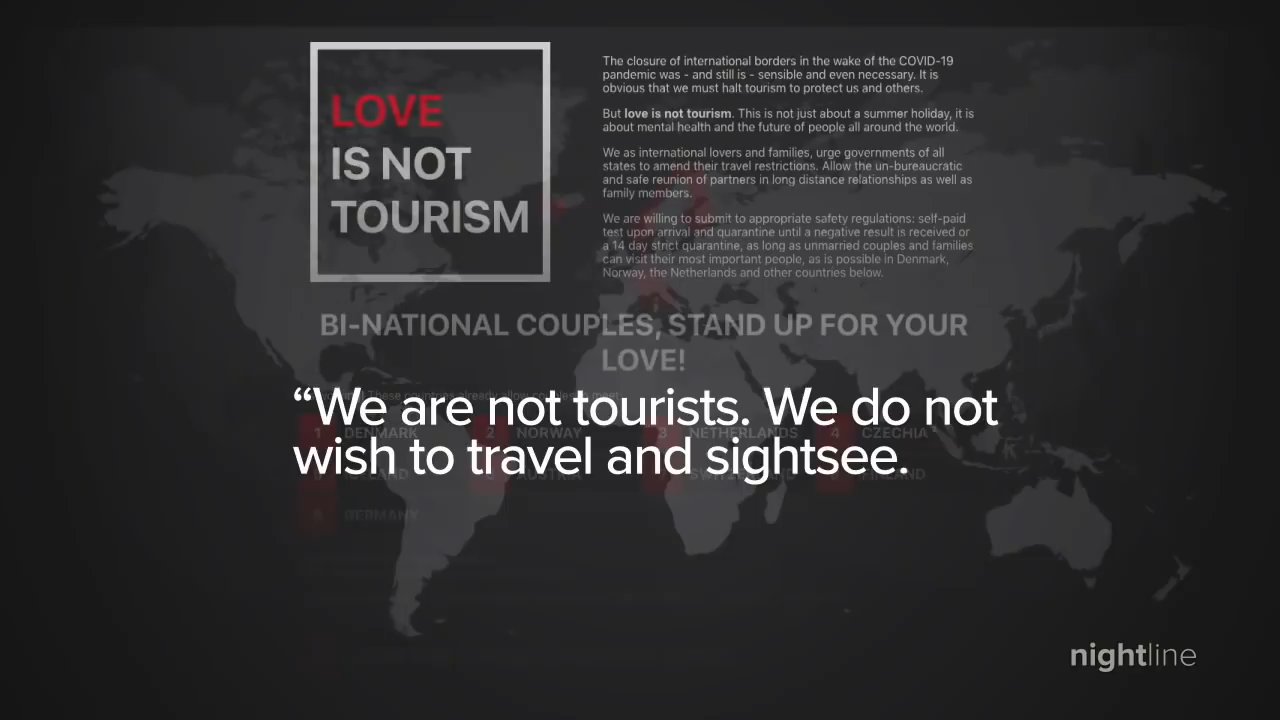 LOVE
IS NOT
TOURISM
The closure of international borders in the wake of the COVID-19
pandemic was - and still is - sensible and even necessary. It is
obvious that we must halt tourism to protect us and others.
But love is not tourism. This is not just about a summer holiday, it is
about mental health and the future of people all around the world.
We as international lovers and families, urge governments of all
states to amend their travel restrictions. Allow the un-bureaucratic
and safe reunion of partners in long distance relationships as well as
family members.
We are willing to submit to appropriate safety regulations: self-paid
test upon arrival and quarantine until a negative result is received or
a 14 day strict quarantine, as long as unmarried couples and families
can visit their most important people, as is possible in Denmark,
Norway, the Netherlands and other countries below.
BI-NATIONAL COUPLES, STAND UP FOR YOUR
LOVE!
These countries already allow
“We are not tourists. We do not
1 DENMARK 2 NORWAY 3 NETHERLANDS 4 CZECHIA
wish to travel and sightsee.
ICELAND AUSTRIA SWITZERLAND FINLAND
9 GERMANY
nightline